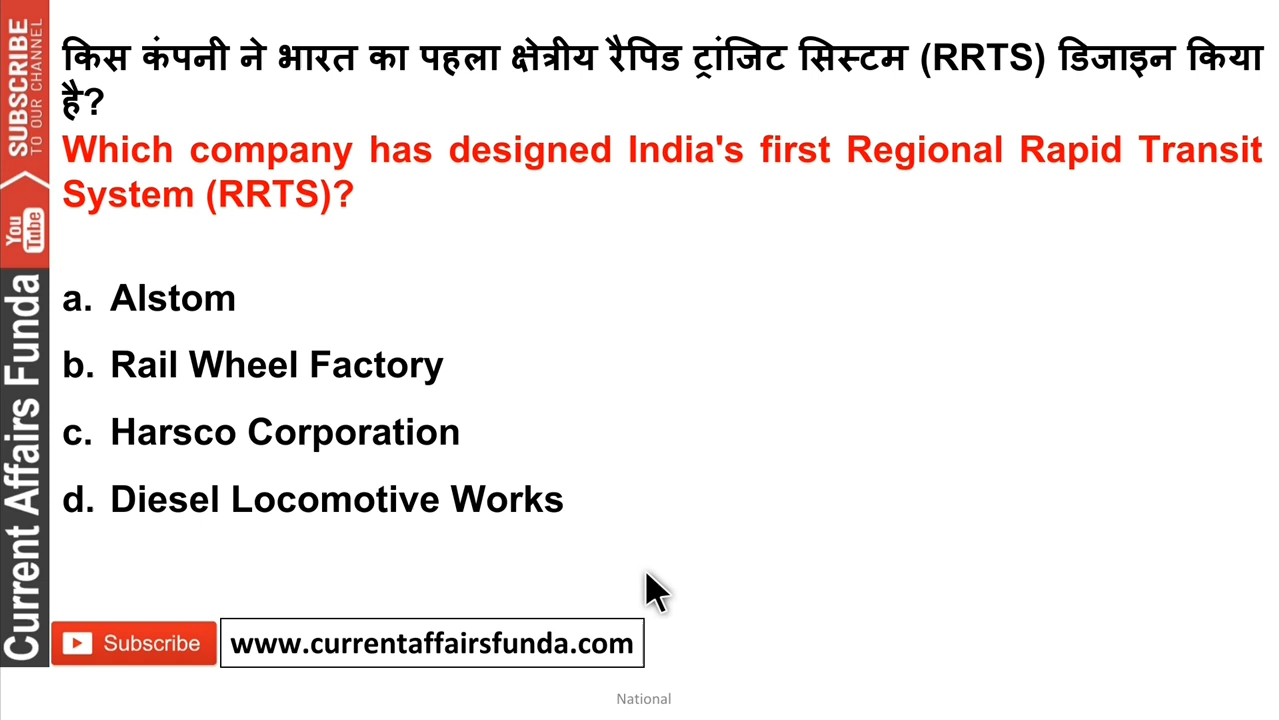 किस कंपनी ने भारत का पहला क्षेत्रीय रैपिड ट्रांजिट सिस्टम (RRTS) डिजाइन किया
है?
Which company has designed India's first Regional Rapid Transit
System (RRTS)?
a. Alstom
b. Rail Wheel Factory
c. Harsco Corporation
d. Diesel Locomotive Works
SUBSCRIBE
TO OUR CHANNEL
You
Tube
Current Affairs Funda
Subscribe
www.currentaffairsfunda.com
National